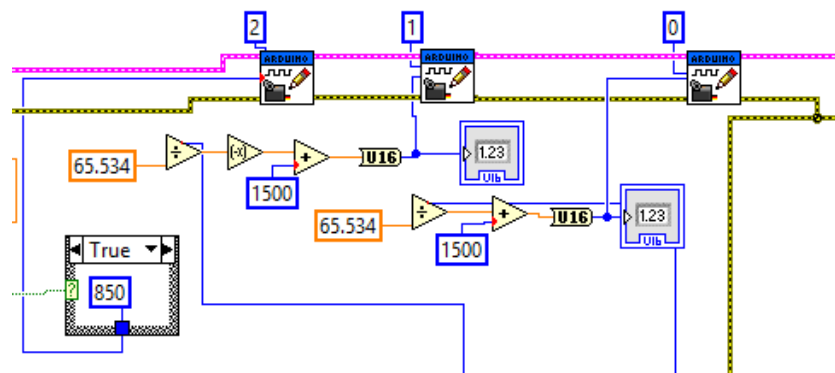 2
1
0
ARDUINO
ARDUINO
ARDUINO
65.534
÷
(-x)
+
U16
1.23
U16
1500
65.534
÷
+
U16
1.23
U16
1500
True
?
850